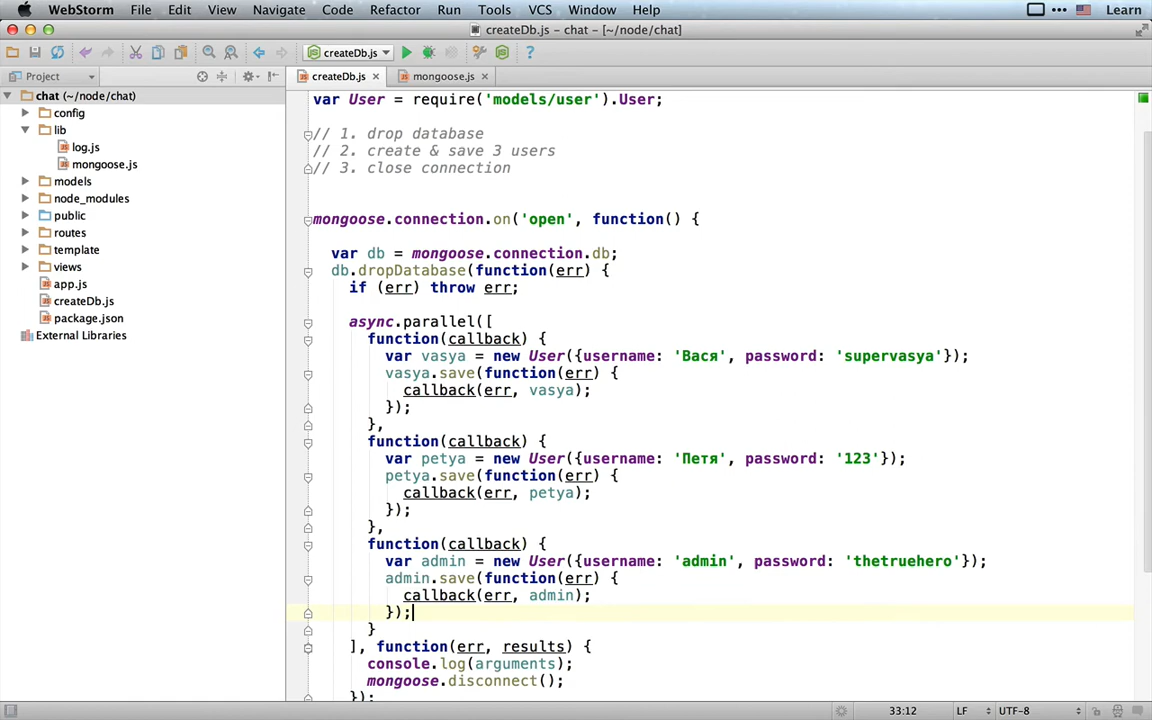 WebStorm File Edit View Navigate Code Refactor Run Tools VCS Window Help Learn
createDb.js – chat – [~/node/chat]
createDb.js
Project
createDb.js mongoose.js
chat (~/node/chat)
config
lib
log.js
mongoose.js
models
node_modules
public
routes
template
views
app.js
createDb.js
package.json
External Libraries
var User = require('models/user').User;
// 1. drop database
// 2. create & save 3 users
// 3. close connection
mongoose.connection.on('open', function() {
var db = mongoose.connection.db;
db.dropDatabase(function(err) {
if (err) throw err;
async.parallel([
function(callback) {
var vasya = new User({username: 'Вася', password: 'supervasya'});
vasya.save(function(err) {
callback(err, vasya);
});
},
function(callback) {
var petya = new User({username: 'Петя', password: '123'});
petya.save(function(err) {
callback(err, petya);
});
},
function(callback) {
var admin = new User({username: 'admin', password: 'thetruehero'});
admin.save(function(err) {
callback(err, admin);
});
}
], function(err, results) {
console.log(arguments);
mongoose.disconnect();
});
33:12 LF UTF-8